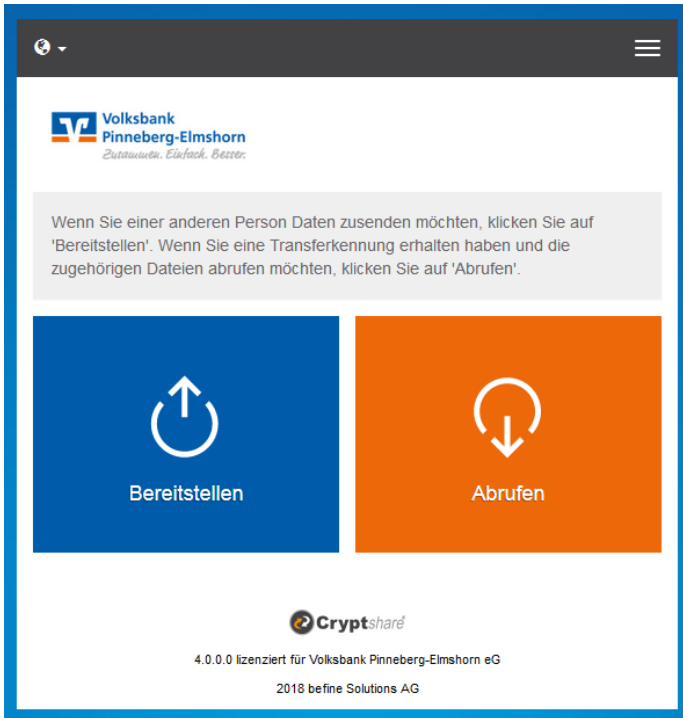 Volksbank
Pinneberg-Elmshorn
Zusammen. Einfach. Besser.
Wenn Sie einer anderen Person Daten zusenden möchten, klicken Sie auf
'Bereitstellen'. Wenn Sie eine Transferkennung erhalten haben und die
zugehörigen Dateien abrufen möchten, klicken Sie auf 'Abrufen'.
Bereitstellen
Abrufen
Cryptshare
4.0.0.0 lizenziert für Volksbank Pinneberg-Elmshorn eG
2018 befine Solutions AG